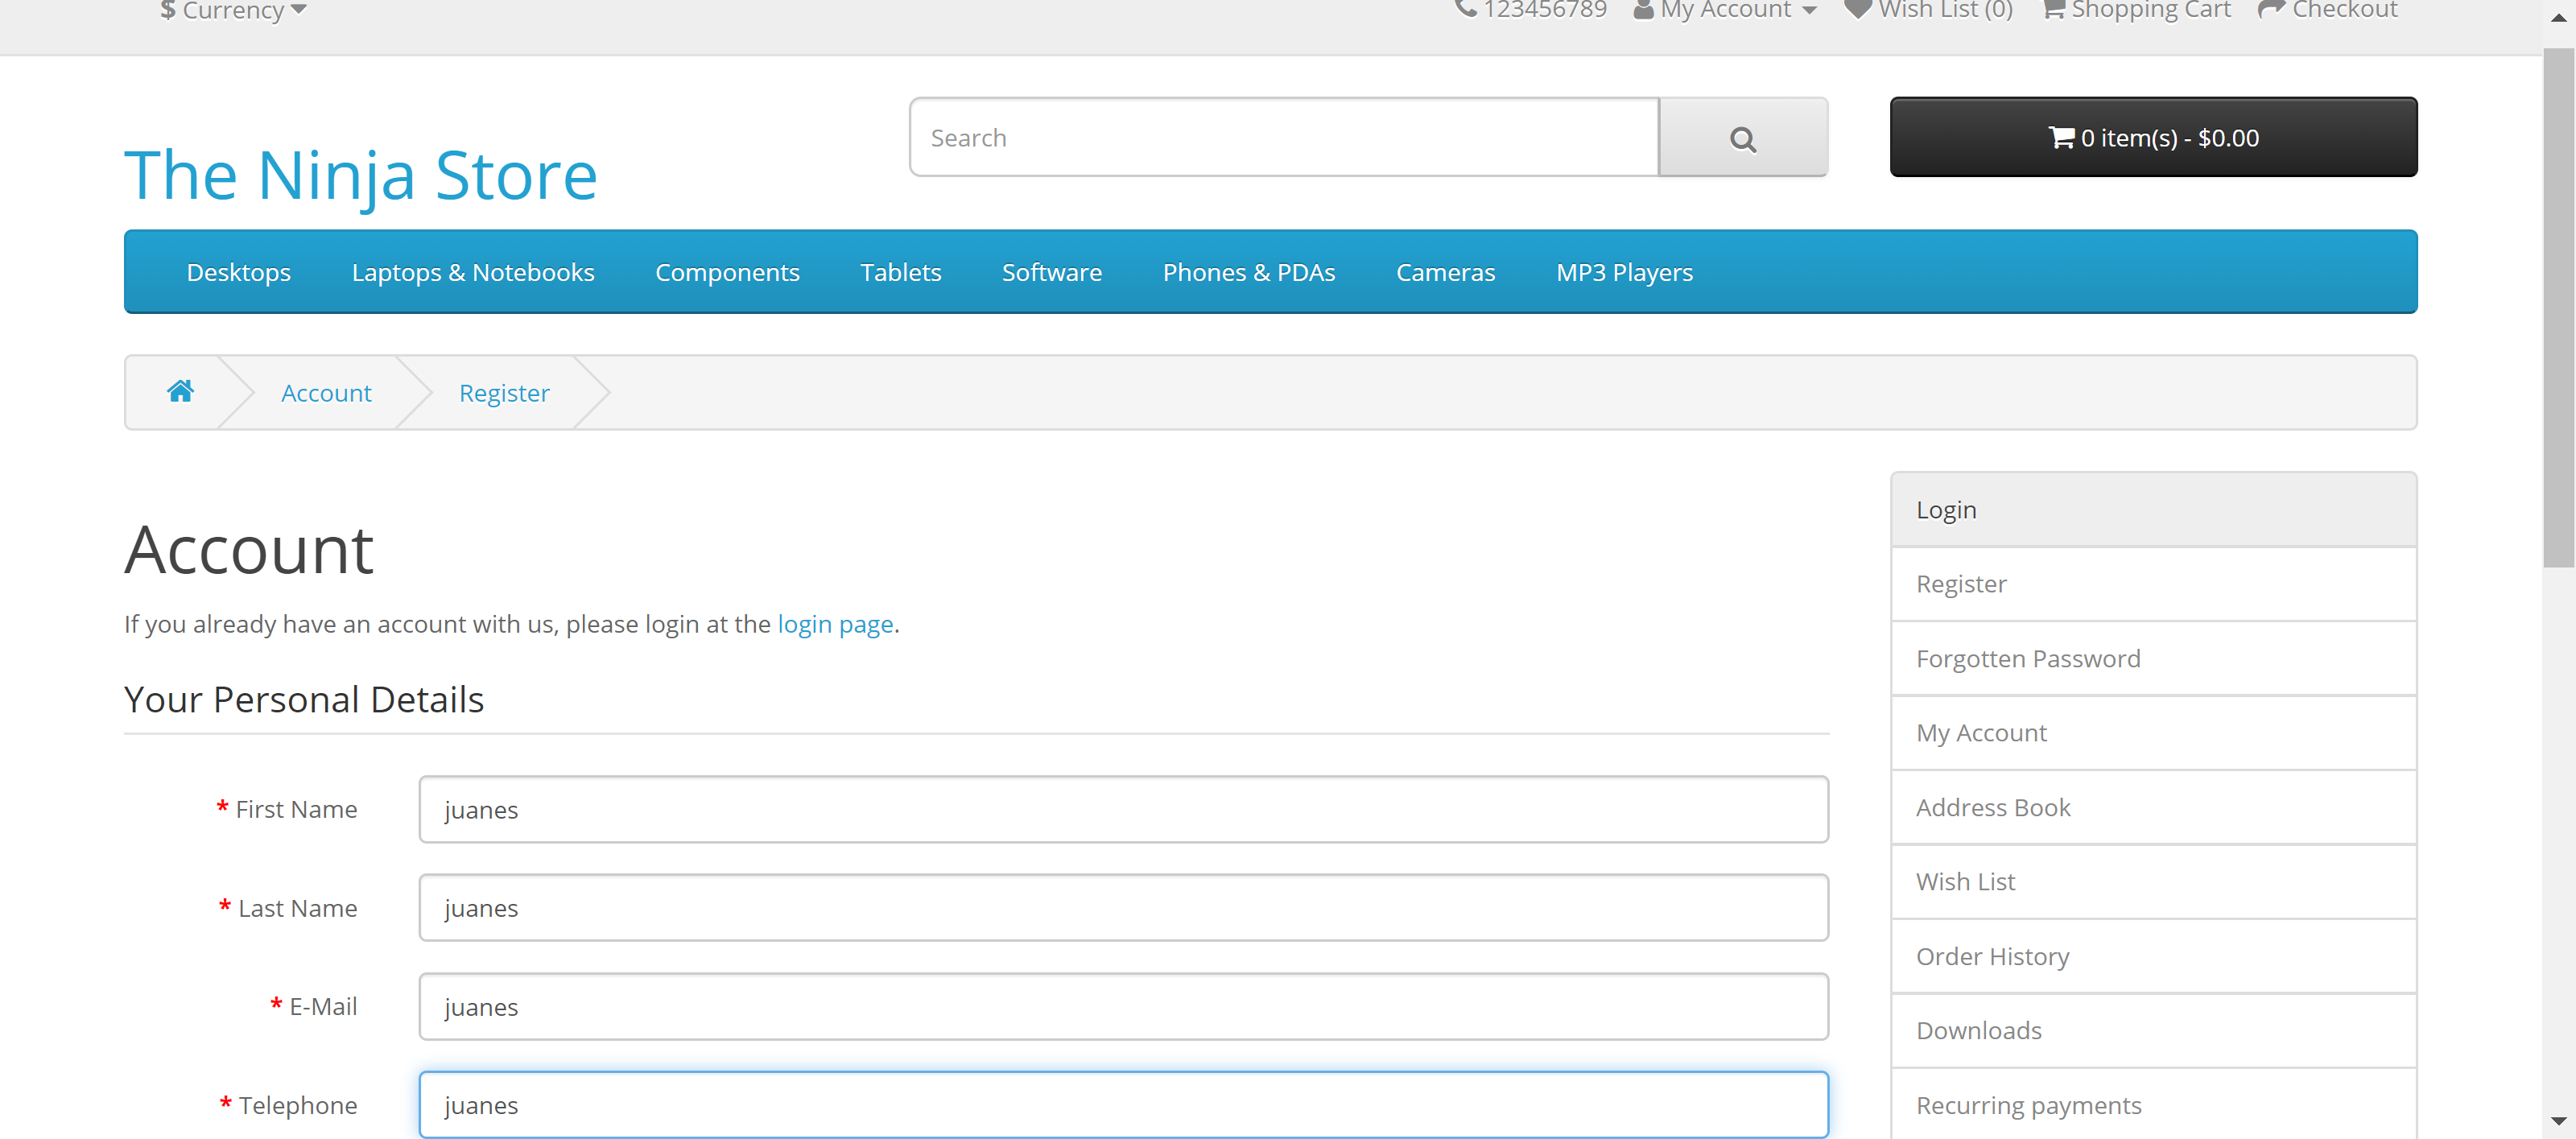 $ Currency
123456789 My Account Wish List (0) Shopping Cart Checkout
The Ninja Store
Search
0 item(s) - $0.00
Desktops Laptops & Notebooks Components Tablets Software Phones & PDAs Cameras MP3 Players
Account Register
Account
If you already have an account with us, please login at the login page.
Your Personal Details
* First Name juanes
* Last Name juanes
* E-Mail juanes
* Telephone juanes
Login
Register
Forgotten Password
My Account
Address Book
Wish List
Order History
Downloads
Recurring payments